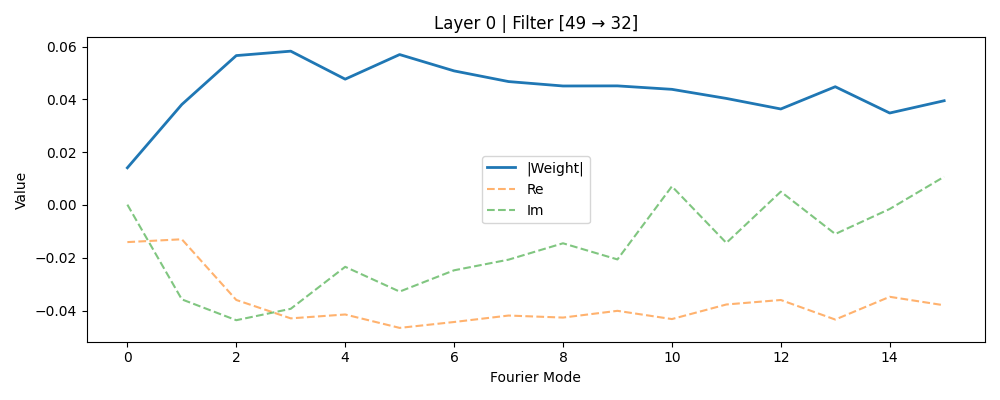 Layer 0 | Filter [49 → 32]
0.06
0.04
0.02
0.00
−0.02
−0.04
Value
|Weight|
Re
Im
0 2 4 6 8 10 12 14
Fourier Mode